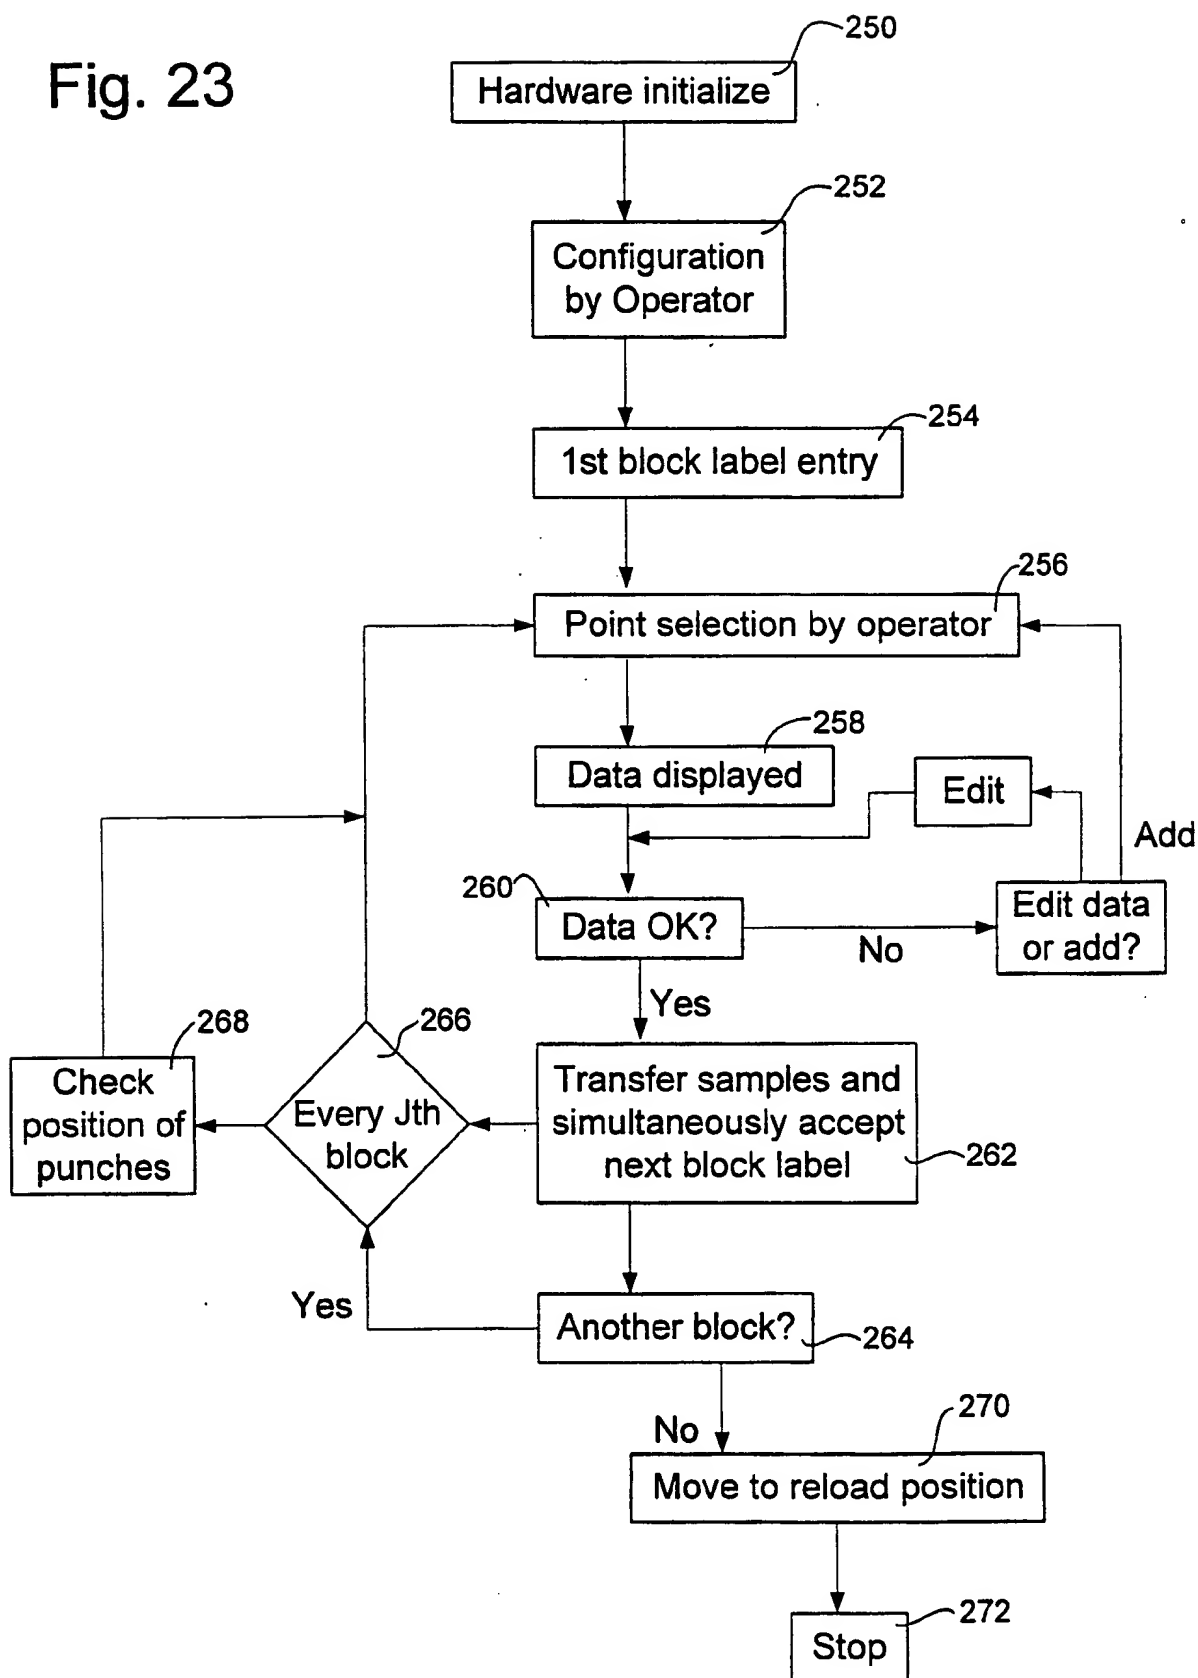 Fig. 23
250
Hardware initialize
252
Configuration
by Operator
254
1st block label entry
256
Point selection by operator
258
Data displayed
Edit
Add
260
Data OK?
No
Edit data
or add?
Yes
268
266
Check
position of
punches
Every Jth
block
Transfer samples and
simultaneously accept
next block label
262
Yes
Another block?
264
No
270
Move to reload position
272
Stop